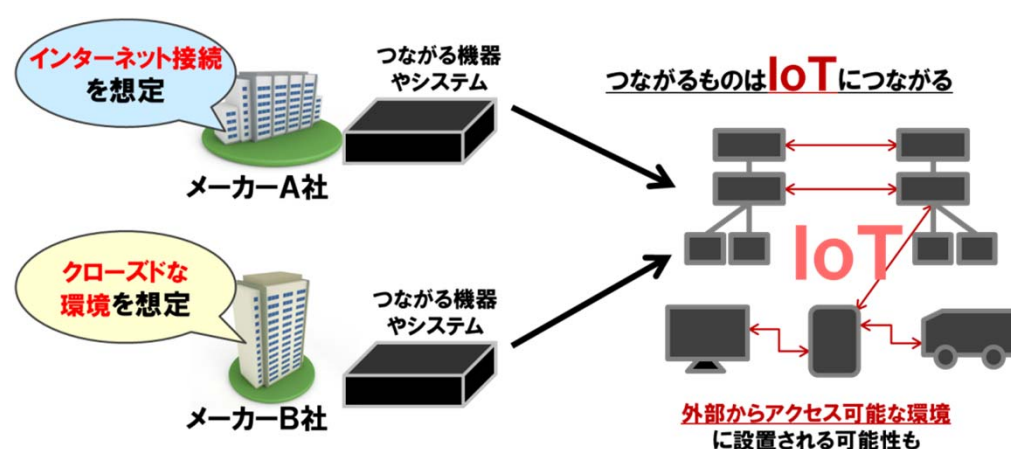 インターネット接続
を想定
つながる機器
やシステム
メーカーA社
クローズドな
環境を想定
つながる機器
やシステム
メーカーB社
つながるものはIoTにつながる
IoT
外部からアクセス可能な環境
に設置される可能性も